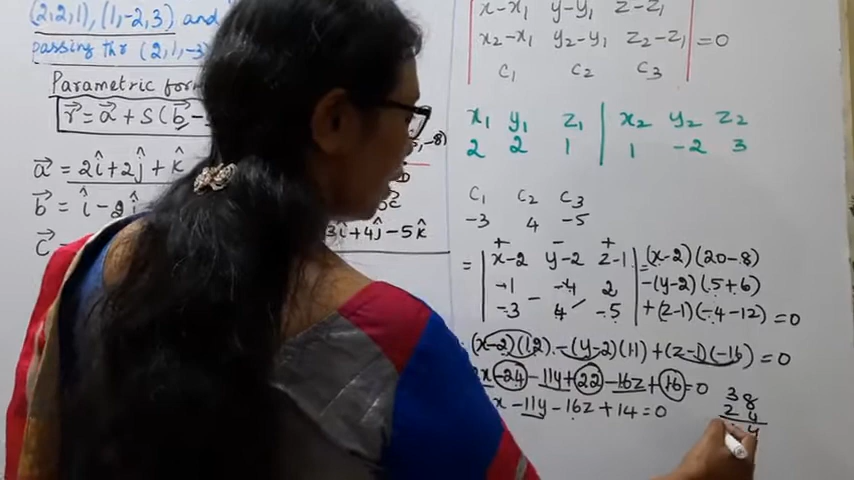 (2,2,1), (1,-2,3) and
passing thr (2,1,-3
Parametric form
r⃗ = a⃗ + s(b⃗ -
a⃗ = 2î+2ĵ+k̂
b⃗ = î-2ĵ
c⃗ =
, -8)
3î+4ĵ-5k̂
x-x₁ y-y₁ z-z₁
x₂-x₁ y₂-y₁ z₂-z₁ =0
c₁ c₂ c₃
x₁ y₁ z₁ | x₂ y₂ z₂
2 2 1 | 1 -2 3
c₁ c₂ c₃
-3 4 -5
+ - +
= | x-2 y-2 z-1 | = (x-2)(20-8)
-1 -4 2 -(y-2)(5+6)
-3 4 -5 +(z-1)(-4-12)=0
(x-2)(12)-(y-2)(11)+(z-1)(-16)=0
x-24-11y+22-16z+16=0
x-11y-16z+14=0
38
24
4